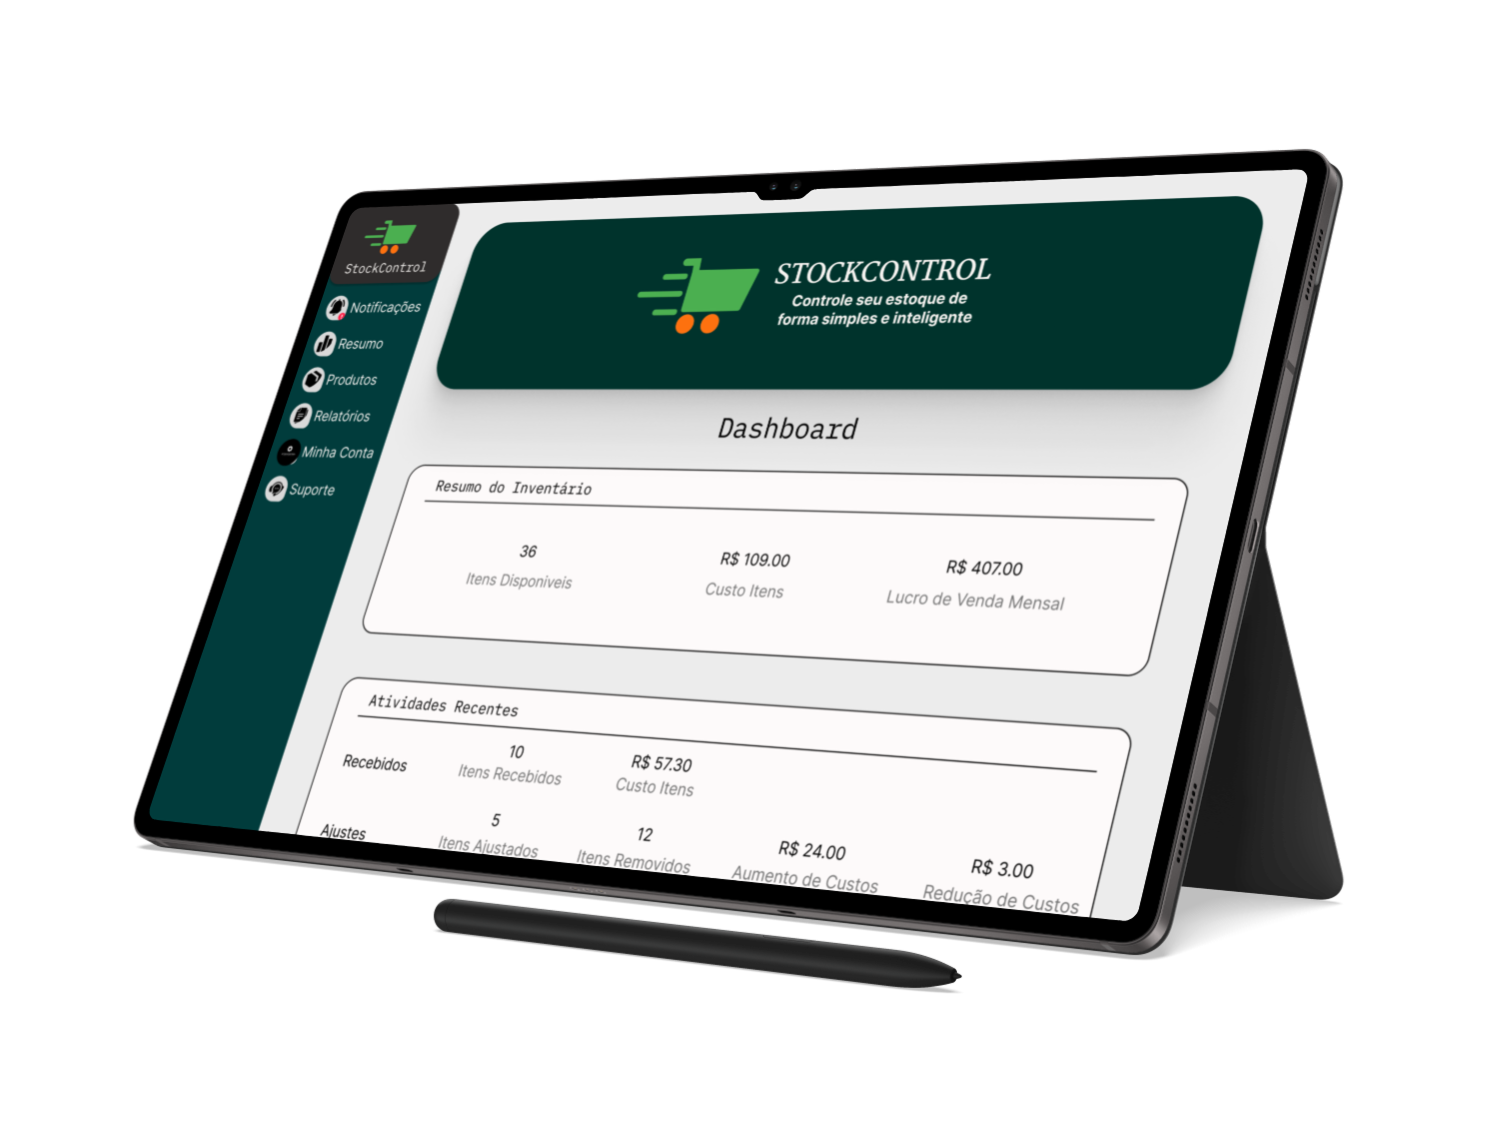 StockControl
Notificações
Resumo
Produtos
Relatórios
Minha Conta
Suporte
STOCKCONTROL
Controle seu estoque de
forma simples e inteligente
Dashboard
Resumo do Inventário
36
Itens Disponiveis
R$ 109.00
Custo Itens
R$ 407.00
Lucro de Venda Mensal
Atividades Recentes
Recebidos
10
Itens Recebidos
R$ 57.30
Custo Itens
Ajustes
5
Itens Ajustados
12
Itens Removidos
R$ 24.00
Aumento de Custos
R$ 3.00
Redução de Custos